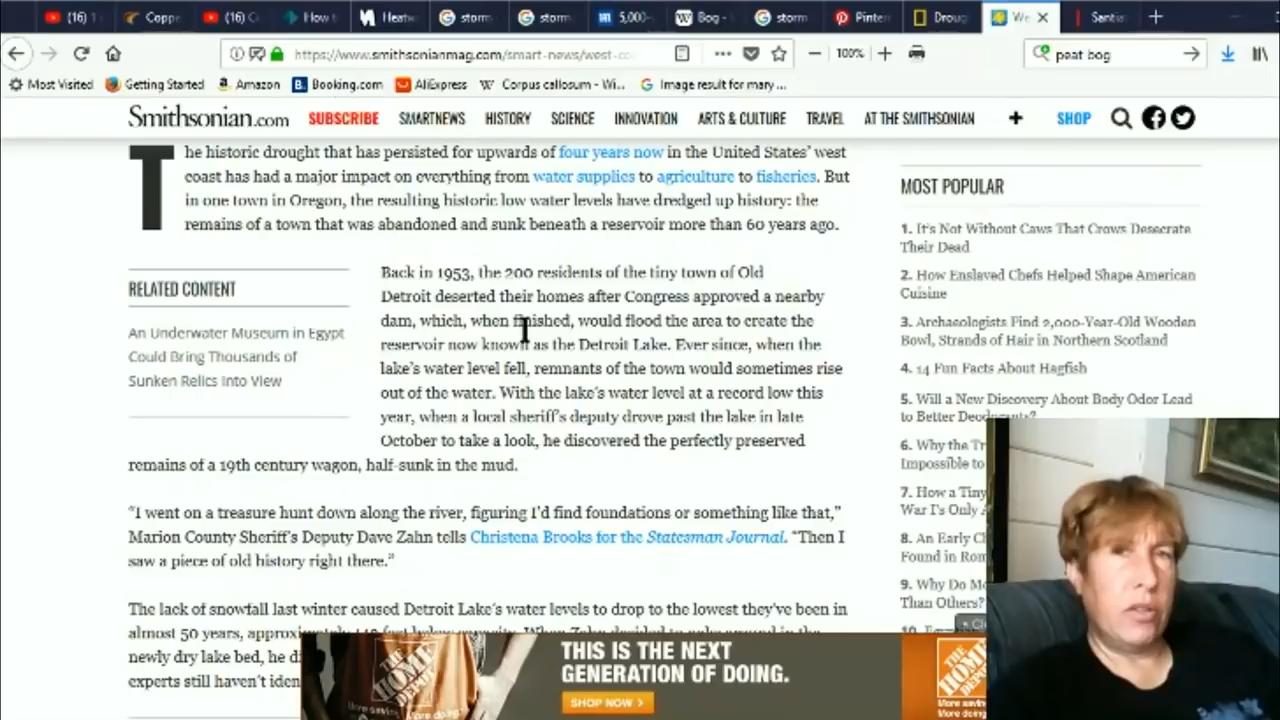 (16)
Coppe
(16) C
How t
Heatw
storm
storm
5,000-
Bog -
storm
Pinter
Droug
We
Santia
https://www.smithsonianmag.com/smart-news/west-co
100%
peat bog
Most Visited
Getting Started
Amazon
Booking.com
AliExpress
Corpus callosum - Wi...
Image result for mary ...
Smithsonian.com
SUBSCRIBE
SMARTNEWS
HISTORY
SCIENCE
INNOVATION
ARTS & CULTURE
TRAVEL
AT THE SMITHSONIAN
SHOP
The historic drought that has persisted for upwards of four years now in the United States' west
coast has had a major impact on everything from water supplies to agriculture to fisheries. But
in one town in Oregon, the resulting historic low water levels have dredged up history: the
remains of a town that was abandoned and sunk beneath a reservoir more than 60 years ago.
RELATED CONTENT
An Underwater Museum in Egypt
Could Bring Thousands of
Sunken Relics Into View
Back in 1953, the 200 residents of the tiny town of Old
Detroit deserted their homes after Congress approved a nearby
dam, which, when finished, would flood the area to create the
reservoir now known as the Detroit Lake. Ever since, when the
lake's water level fell, remnants of the town would sometimes rise
out of the water. With the lake's water level at a record low this
year, when a local sheriff's deputy drove past the lake in late
October to take a look, he discovered the perfectly preserved
remains of a 19th century wagon, half-sunk in the mud.
"I went on a treasure hunt down along the river, figuring I'd find foundations or something like that,"
Marion County Sheriff's Deputy Dave Zahn tells Christena Brooks for the Statesman Journal. "Then I
saw a piece of old history right there."
The lack of snowfall last winter caused Detroit Lake's water levels to drop to the lowest they've been in
almost 50 years,
newly dry lake bed, he d
experts still haven't iden
MOST POPULAR
1. It's Not Without Caws That Crows Desecrate
Their Dead
2. How Enslaved Chefs Helped Shape American
Cuisine
3. Archaeologists Find 2,000-Year-Old Wooden
Bowl, Strands of Hair in Northern Scotland
4. 14 Fun Facts About Hagfish
5. Will a New Discovery About Body Odor Lead
to Better Deodorants?
6. Why the Tr
Impossible to
7. How a Tiny
War I's Only
8. An Early C
Found in Rom
9. Why Do Mo
Than Others?
10.
THE HOME DEPOT
More saving.
More doing.
THIS IS THE NEXT
GENERATION OF DOING.
SHOP NOW >